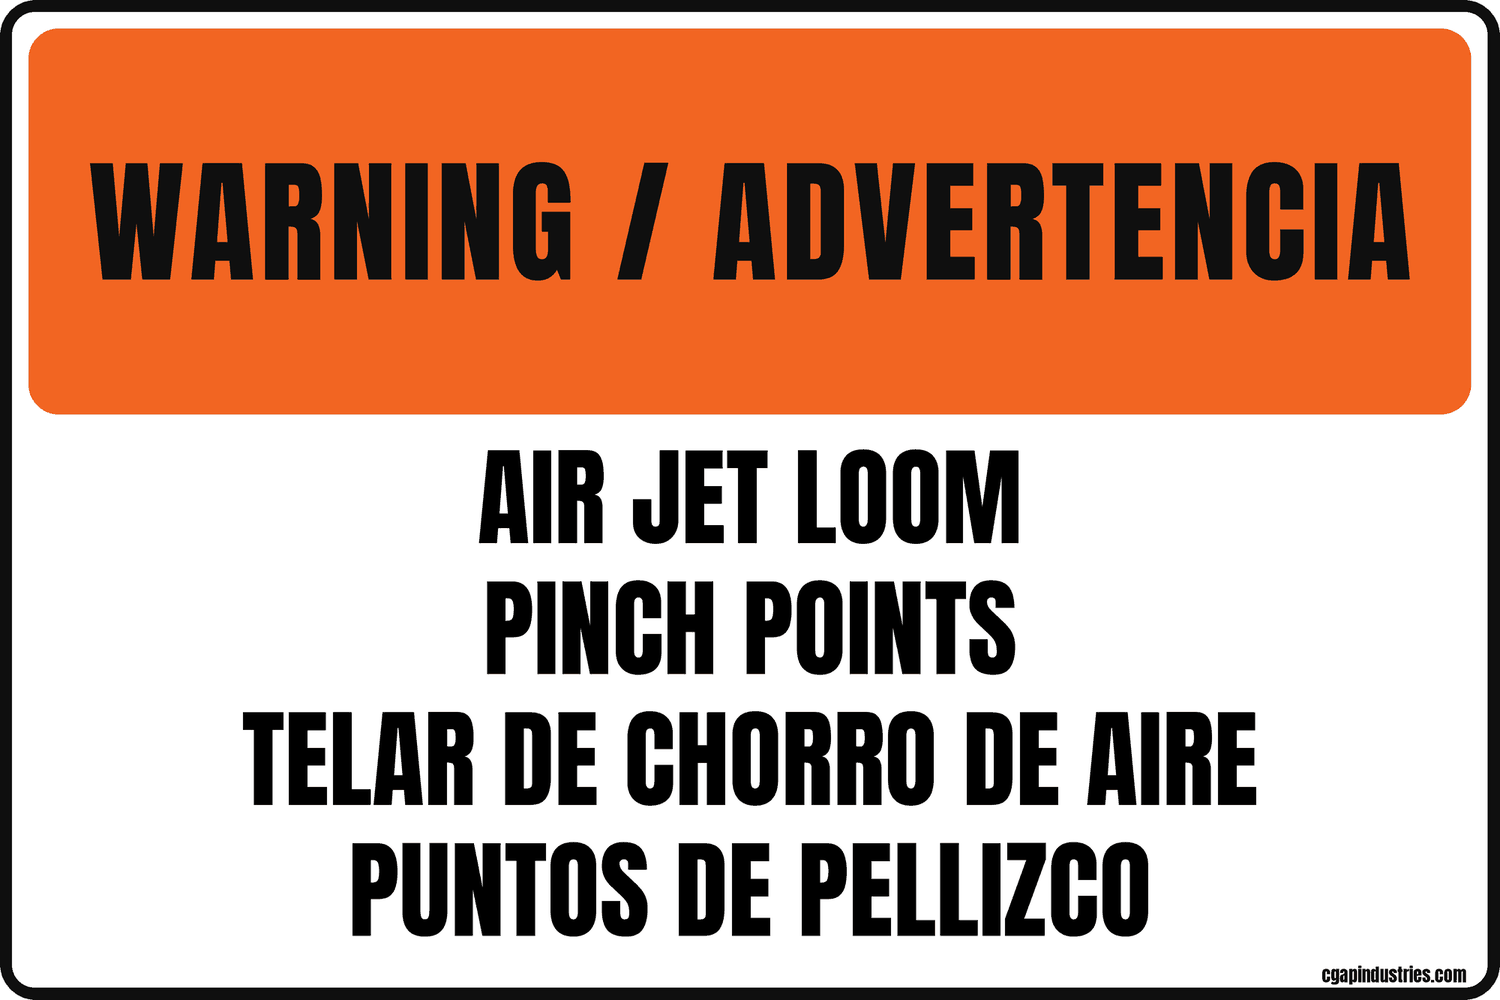 WARNING / ADVERTENCIA
AIR JET LOOM
PINCH POINTS
TELAR DE CHORRO DE AIRE
PUNTOS DE PELLIZCO
cgapindustries.com